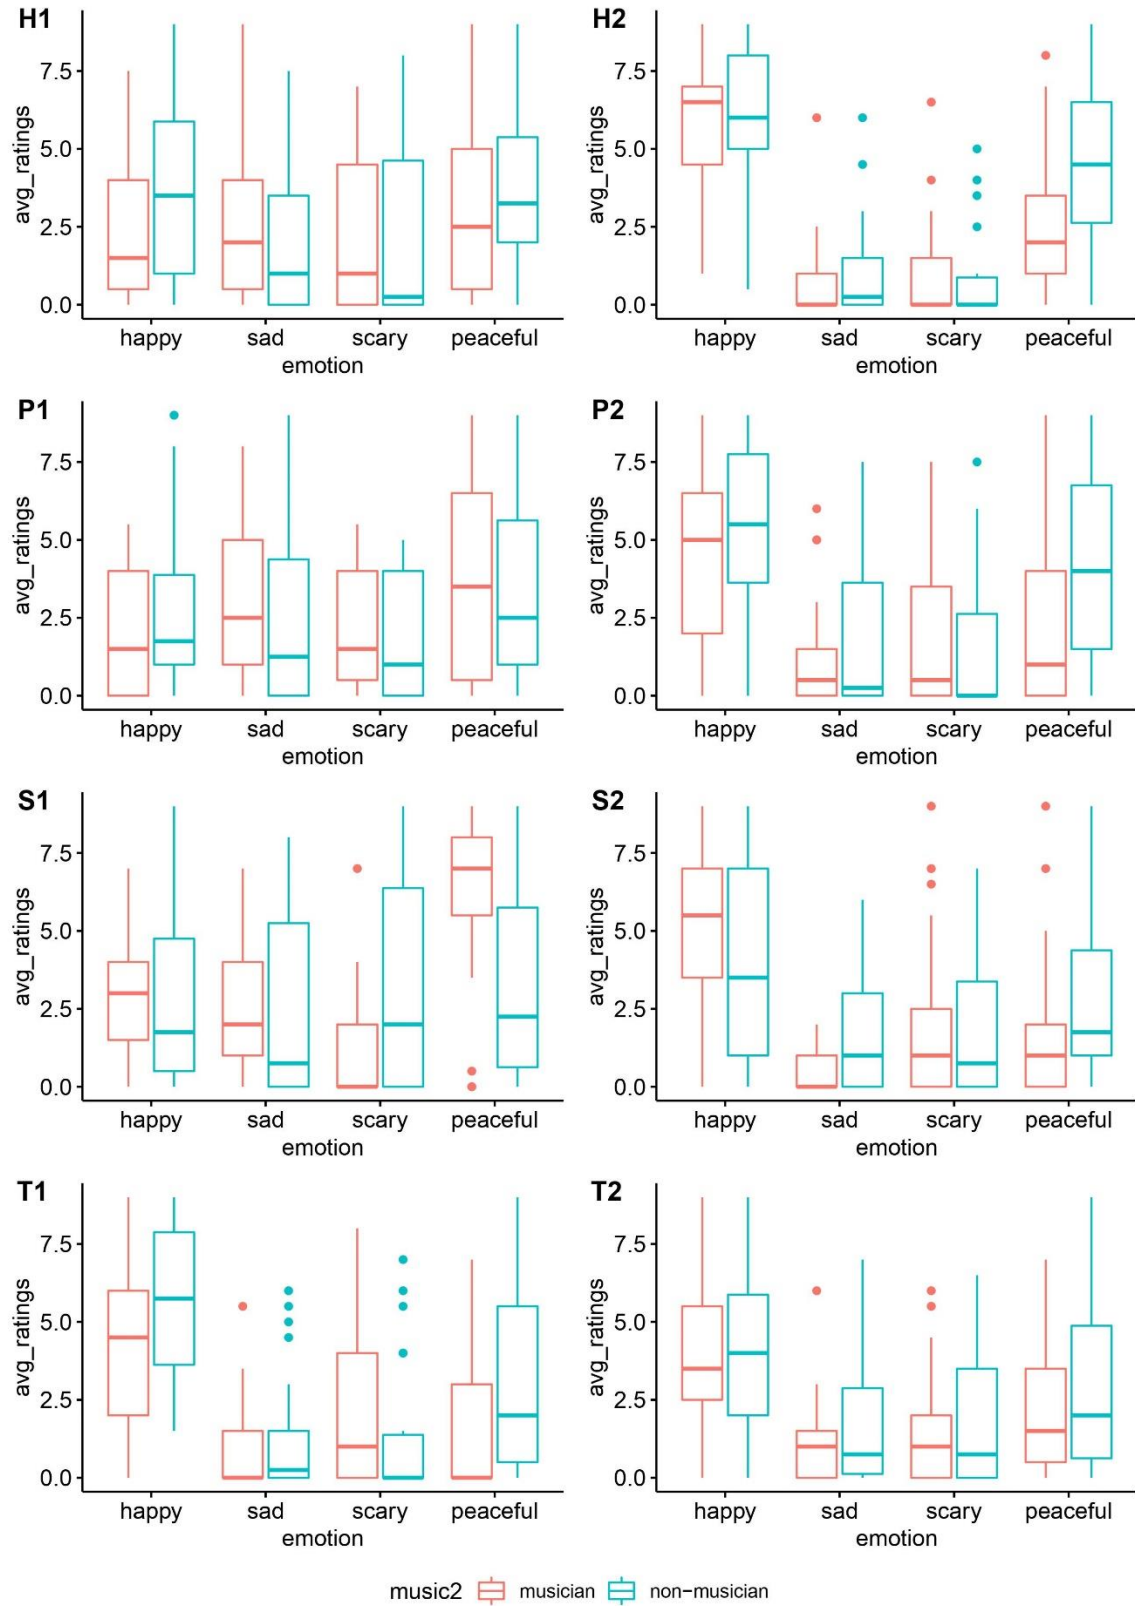 H1
avg_ratings
7.5
5.0
2.5
0.0
happy sad scary peaceful
emotion
H2
avg_ratings
7.5
5.0
2.5
0.0
happy sad scary peaceful
emotion
P1
avg_ratings
7.5
5.0
2.5
0.0
happy sad scary peaceful
emotion
P2
avg_ratings
7.5
5.0
2.5
0.0
happy sad scary peaceful
emotion
S1
avg_ratings
7.5
5.0
2.5
0.0
happy sad scary peaceful
emotion
S2
avg_ratings
7.5
5.0
2.5
0.0
happy sad scary peaceful
emotion
T1
avg_ratings
7.5
5.0
2.5
0.0
happy sad scary peaceful
emotion
T2
avg_ratings
7.5
5.0
2.5
0.0
happy sad scary peaceful
emotion
music2 musician non−musician